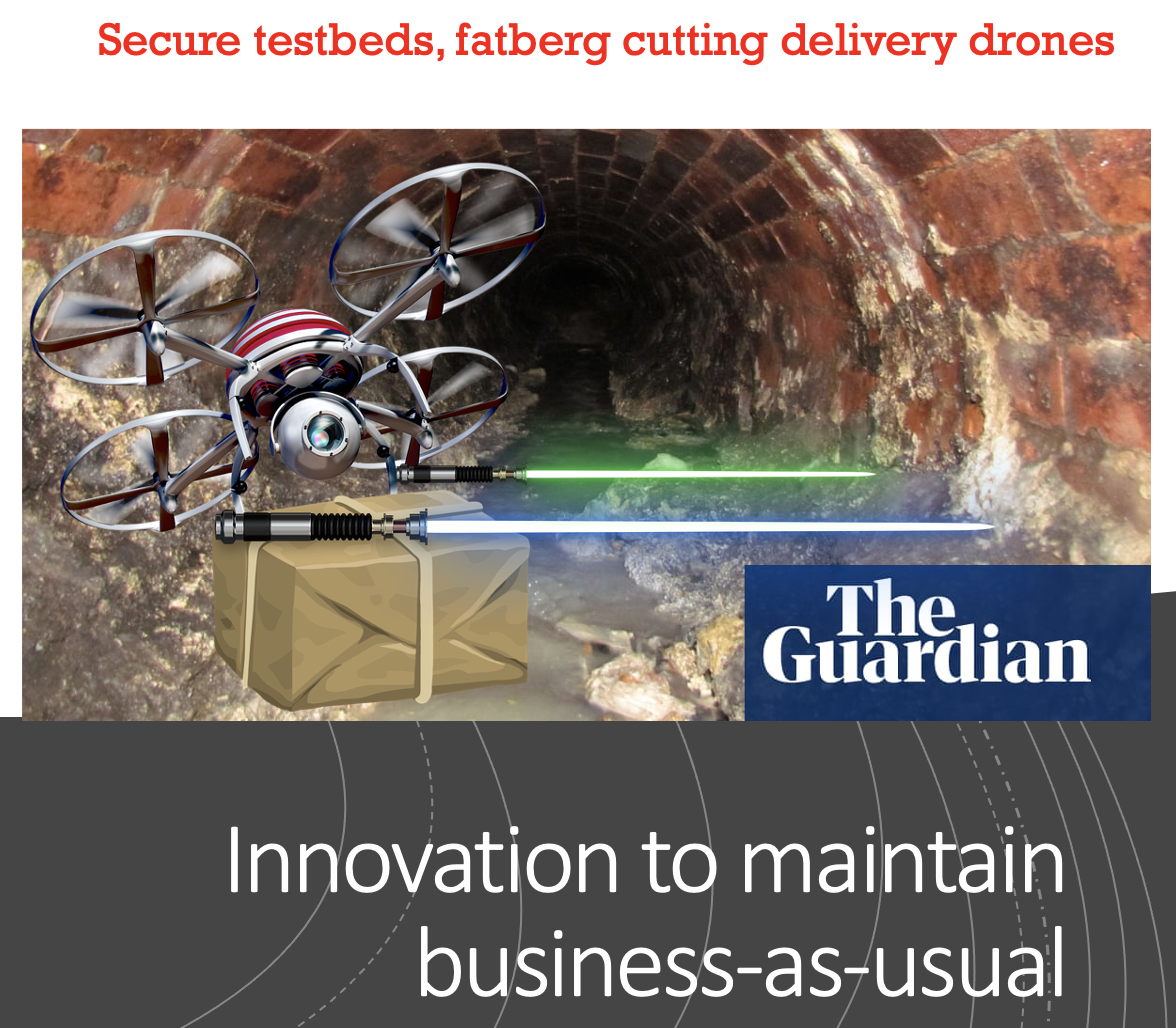 Secure testbeds, fatberg cutting delivery drones
The
Guardian
Innovation to maintain
business-as-usual